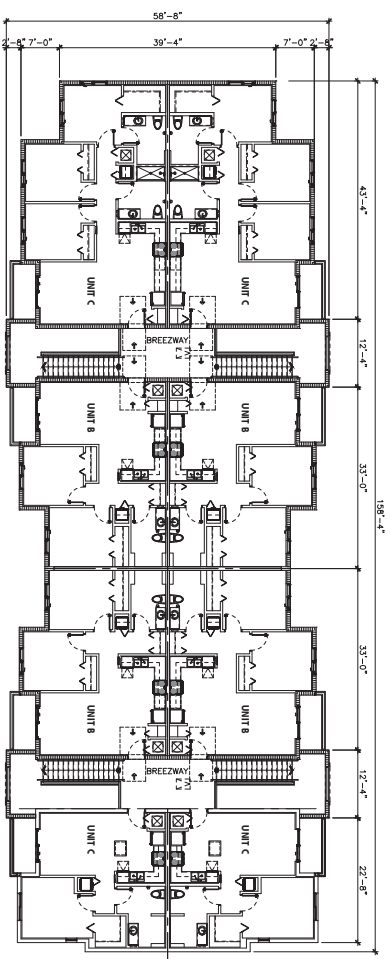 58'-8"
2'-8"
7'-0"
39'-4"
7'-0"
2'-8"
43'-4"
UNIT C
UNIT C
BREEZWAY
12'-4"
UNIT B
UNIT B
33'-0"
158'-4"
33'-0"
UNIT B
UNIT B
BREEZWAY
12'-4"
UNIT C
UNIT C
22'-8"